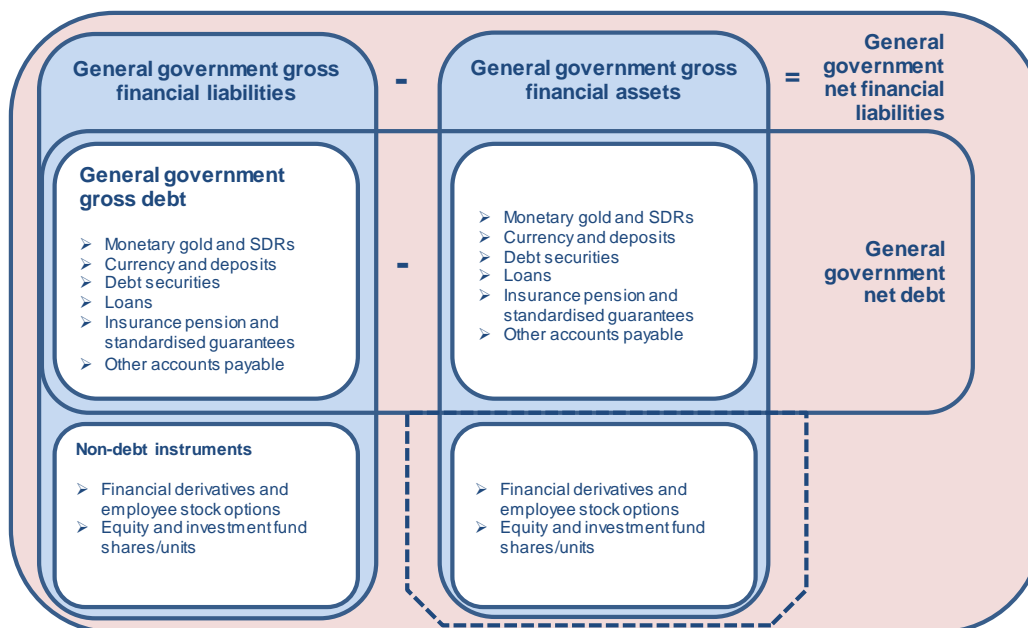 General government gross
financial liabilities
-
General government gross
financial assets
=
General
government
net financial
liabilities
General government
gross debt
➢ Monetary gold and SDRs
➢ Currency and deposits
➢ Debt securities
➢ Loans
➢ Insurance pension and
standardised guarantees
➢ Other accounts payable
-
➢ Monetary gold and SDRs
➢ Currency and deposits
➢ Debt securities
➢ Loans
➢ Insurance pension and
standardised guarantees
➢ Other accounts payable
General
government
net debt
Non-debt instruments
➢ Financial derivatives and
employee stock options
➢ Equity and investment fund
shares/units
➢ Financial derivatives and
employee stock options
➢ Equity and investment fund
shares/units